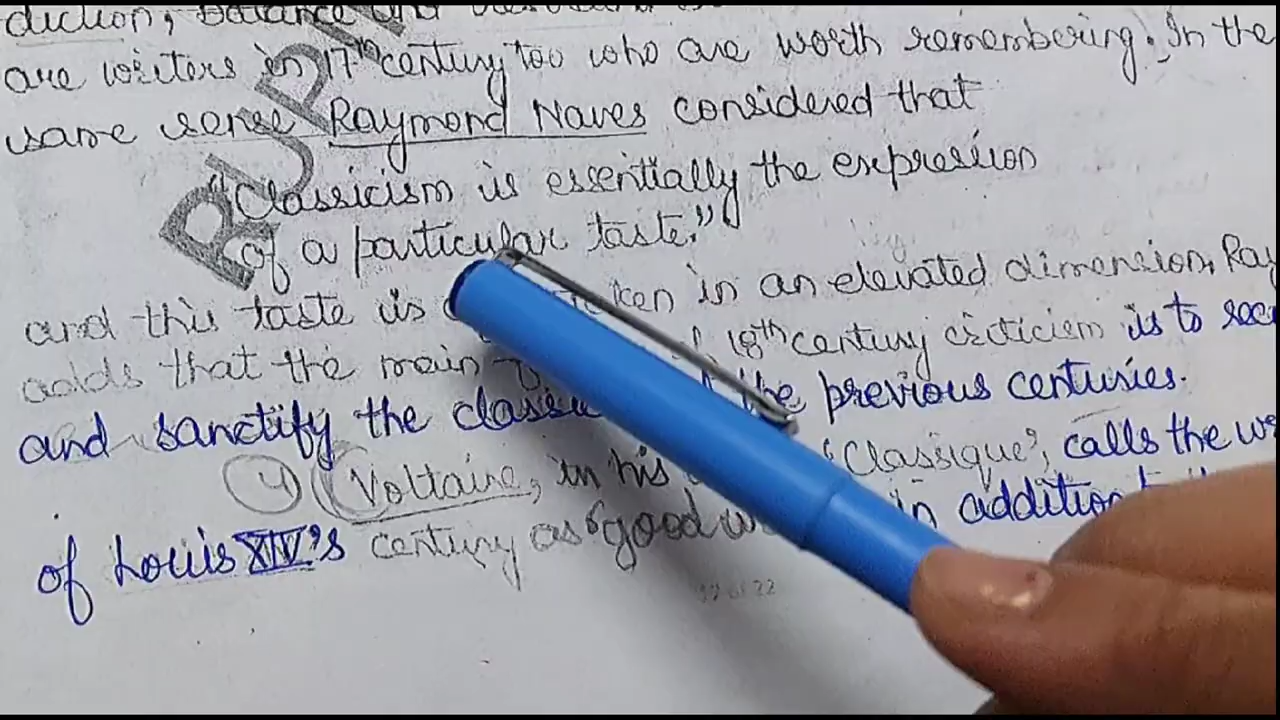 diction, balance and
are writers in 17th century too who are worth remembering. In the
same sense Raymond Naves considered that
"Classicism is essentially the expression
of a particular taste."
and this taste is in an elevated dimension. Ray
adds that the main 18th century criticism is to
and sanctify the the previous centuries.
4 Voltaire, in his 'Classique', calls the
of Louis XIV's century as "good in addition
RUP